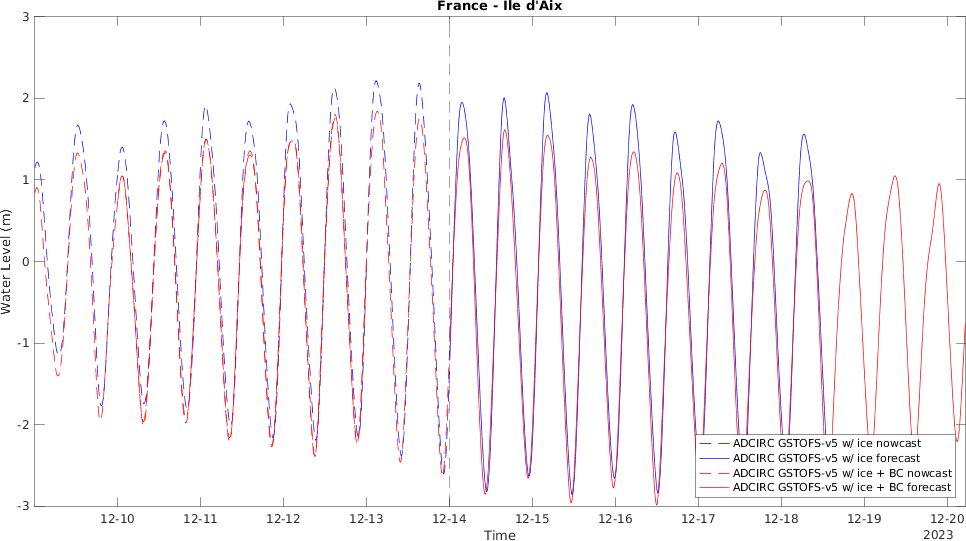 France - Ile d'Aix
3
2
1
0
-1
-2
-3
Water Level (m)
12-10 12-11 12-12 12-13 12-14 12-15 12-16 12-17 12-18 12-19 12-20
Time
2023
ADCIRC GSTOFS-v5 w/ ice nowcast
ADCIRC GSTOFS-v5 w/ ice forecast
ADCIRC GSTOFS-v5 w/ ice + BC nowcast
ADCIRC GSTOFS-v5 w/ ice + BC forecast